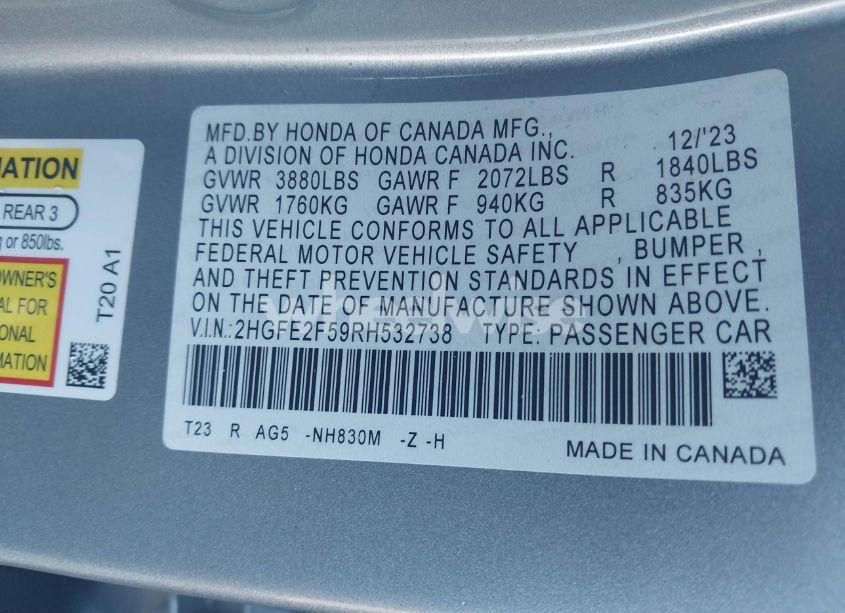 MATION
REAR 3
g or 850lbs.
OWNER'S
AL FOR
ONAL
MATION
T20 A1
MFD.BY HONDA OF CANADA MFG., 12/'23
A DIVISION OF HONDA CANADA INC.
GVWR 3880LBS GAWR F 2072LBS R 1840LBS
GVWR 1760KG GAWR F 940KG R 835KG
THIS VEHICLE CONFORMS TO ALL APPLICABLE
FEDERAL MOTOR VEHICLE SAFETY , BUMPER ,
AND THEFT PREVENTION STANDARDS IN EFFECT
ON THE DATE OF MANUFACTURE SHOWN ABOVE.
V.I.N.: 2HGFE2F59RH532738 TYPE: PASSENGER CAR
T23 R AG5 -NH830M -Z -H
MADE IN CANADA
wheelwise